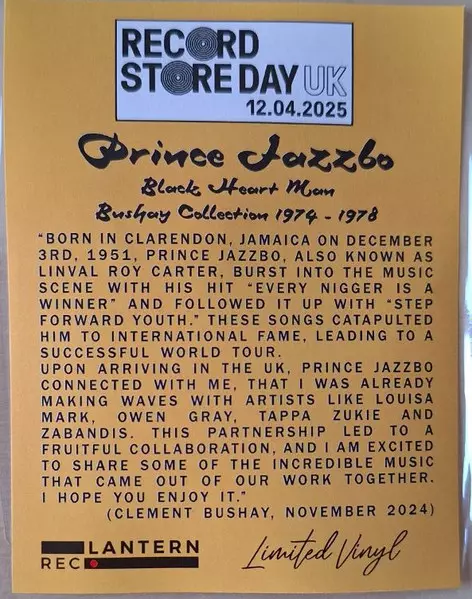 RECORD
STORE DAY UK
12.04.2025
Prince Jazzbo
Black Heart Man
Bushay Collection 1974 - 1978
"BORN IN CLARENDON, JAMAICA ON DECEMBER
3RD, 1951, PRINCE JAZZBO, ALSO KNOWN AS
LINVAL ROY CARTER, BURST INTO THE MUSIC
SCENE WITH HIS HIT "EVERY NIGGER IS A
WINNER" AND FOLLOWED IT UP WITH "STEP
FORWARD YOUTH." THESE SONGS CATAPULTED
HIM TO INTERNATIONAL FAME, LEADING TO A
SUCCESSFUL WORLD TOUR.
UPON ARRIVING IN THE UK, PRINCE JAZZBO
CONNECTED WITH ME, THAT I WAS ALREADY
MAKING WAVES WITH ARTISTS LIKE LOUISA
MARK, OWEN GRAY, TAPPA ZUKIE AND
ZABANDIS. THIS PARTNERSHIP LED TO A
FRUITFUL COLLABORATION, AND I AM EXCITED
TO SHARE SOME OF THE INCREDIBLE MUSIC
THAT CAME OUT OF OUR WORK TOGETHER.
I HOPE YOU ENJOY IT."
(CLEMENT BUSHAY, NOVEMBER 2024)
LANTERN
REC.
Limited Vinyl